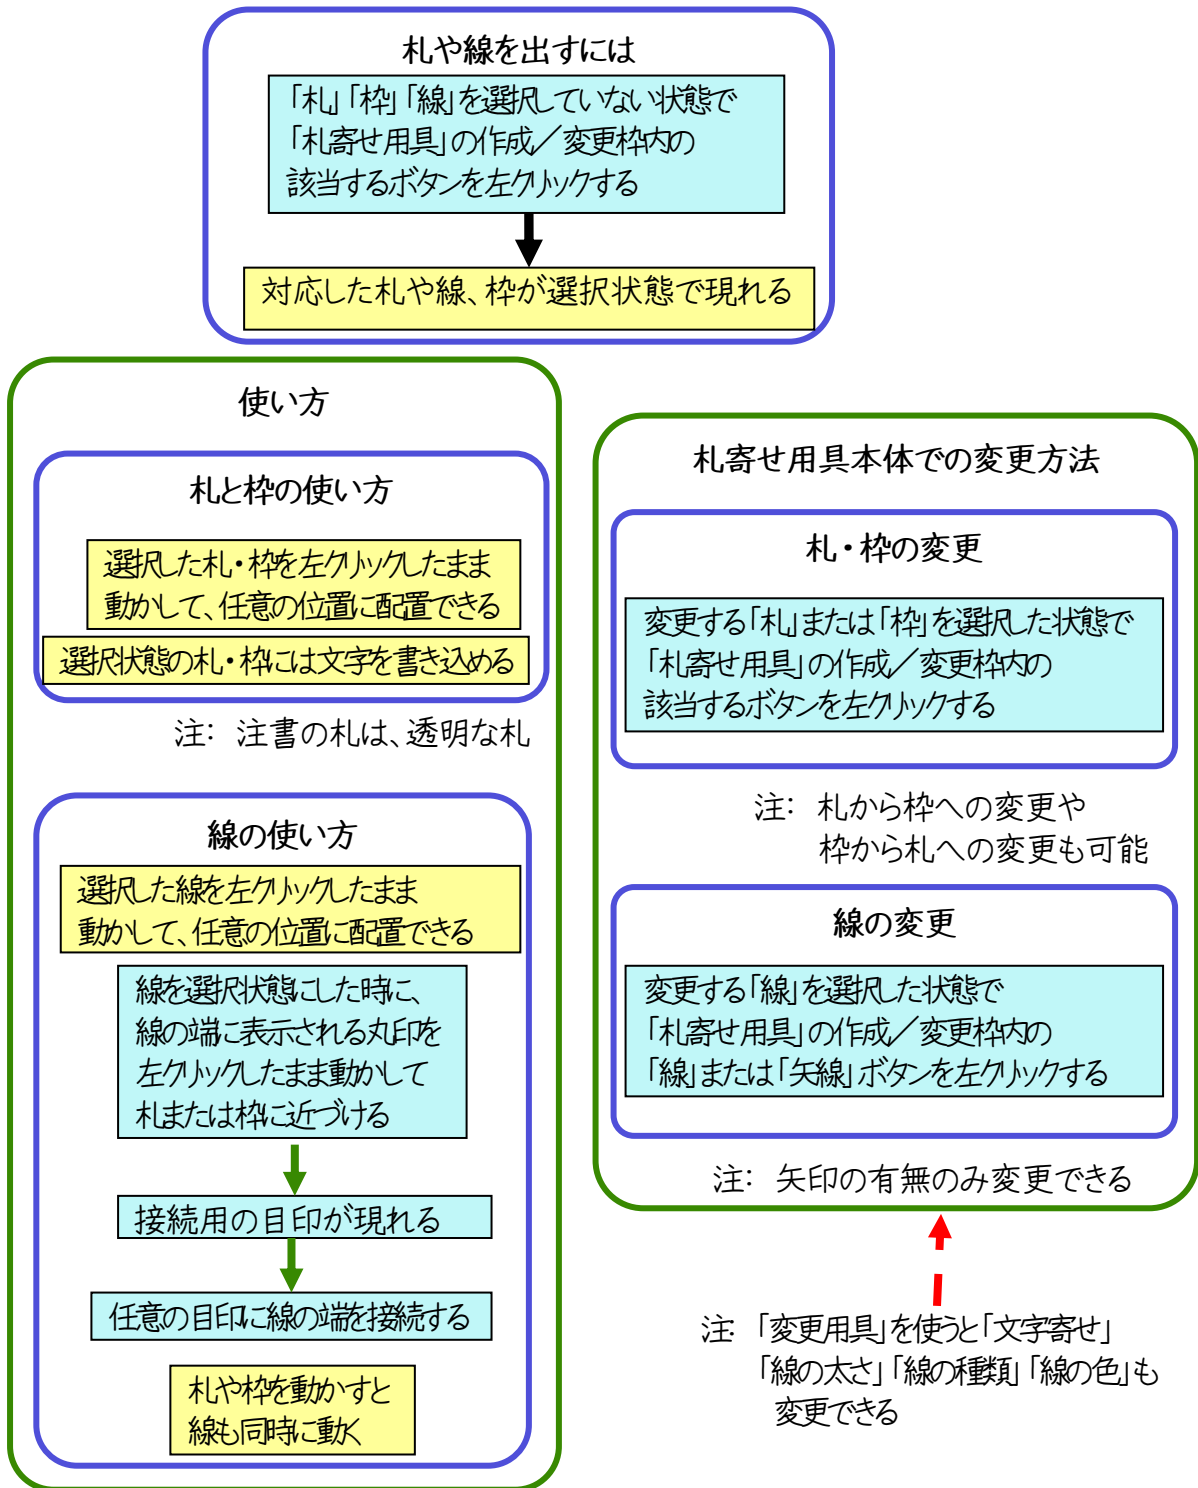 札や線を出すには
「札」「枠」「線」を選択していない状態で
「札寄せ用具」の作成／変更枠内の
該当するボタンを左クリックする
対応した札や線、枠が選択状態で現れる
使い方
札と枠の使い方
選択した札・枠を左クリックしたまま
動かして、任意の位置に配置できる
選択状態の札・枠には文字を書き込める
注： 注書の札は、透明な札
線の使い方
選択した線を左クリックしたまま
動かして、任意の位置に配置できる
線を選択状態にした時に、
線の端に表示される丸印を
左クリックしたまま動かして
札または枠に近づける
接続用の目印が現れる
任意の目印に線の端を接続する
札や枠を動かすと
線も同時に動く
札寄せ用具本体での変更方法
札・枠の変更
変更する「札」または「枠」を選択した状態で
「札寄せ用具」の作成／変更枠内の
該当するボタンを左クリックする
注： 札から枠への変更や
枠から札への変更も可能
線の変更
変更する「線」を選択した状態で
「札寄せ用具」の作成／変更枠内の
「線」または「矢線」ボタンを左クリックする
注： 矢印の有無のみ変更できる
注： 「変更用具」を使うと「文字寄せ」
「線の太さ」「線の種類」「線の色」も
変更できる